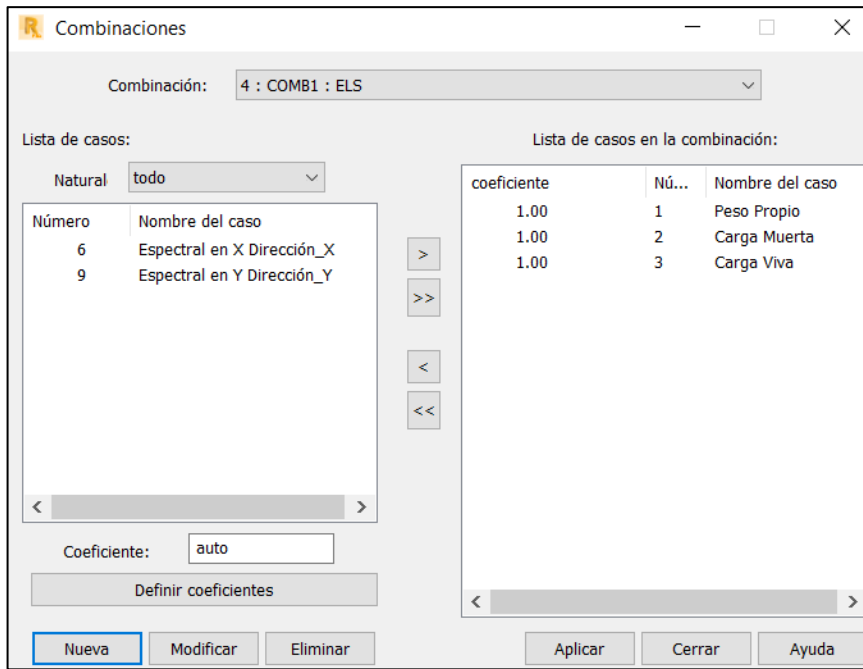 Combinaciones
Combinación: 4 : COMB1 : ELS
Lista de casos:
Natural todo
Número Nombre del caso
6 Espectral en X Dirección_X
9 Espectral en Y Dirección_Y
Coeficiente: auto
Definir coeficientes
Nueva Modificar Eliminar
>
>>
<
<<
Lista de casos en la combinación:
coeficiente Nú... Nombre del caso
1.00 1 Peso Propio
1.00 2 Carga Muerta
1.00 3 Carga Viva
Aplicar Cerrar Ayuda